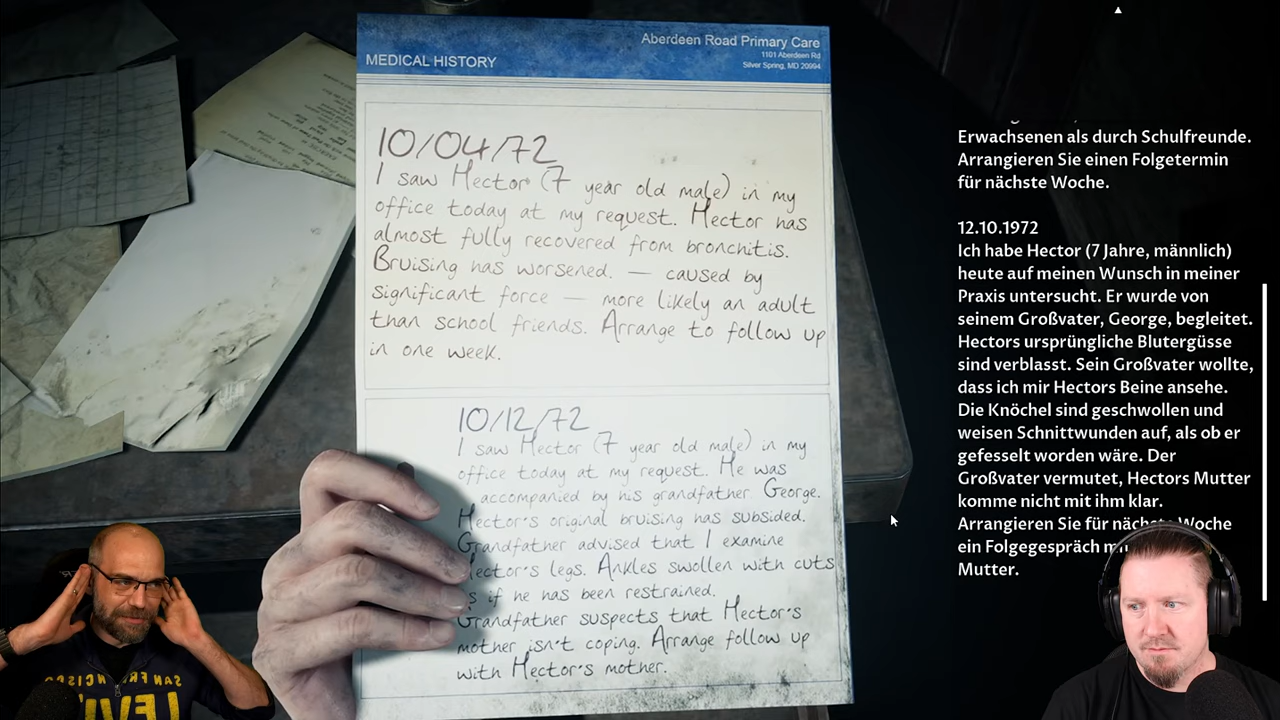 Aberdeen Road Primary Care
1101 Aberdeen Rd
Silver Spring, MD 20994
MEDICAL HISTORY
10/04/72
I saw Hector (7 year old male) in my
office today at my request. Hector has
almost fully recovered from bronchitis.
Bruising has worsened. — caused by
significant force — more likely an adult
than school friends. Arrange to follow up
in one week.
10/12/72
I saw Hector (7 year old male) in my
office today at my request. He was
accompanied by his grandfather George.
Hector's original bruising has subsided.
Grandfather advised that I examine
Hector's legs. Ankles swollen with cuts
as if he has been restrained.
Grandfather suspects that Hector's
mother isn't coping. Arrange follow up
with Hector's mother.
Erwachsenen als durch Schulfreunde.
Arrangieren Sie einen Folgetermin
für nächste Woche.
12.10.1972
Ich habe Hector (7 Jahre, männlich)
heute auf meinen Wunsch in meiner
Praxis untersucht. Er wurde von
seinem Großvater, George, begleitet.
Hectors ursprüngliche Blutergüsse
sind verblasst. Sein Großvater wollte,
dass ich mir Hectors Beine ansehe.
Die Knöchel sind geschwollen und
weisen Schnittwunden auf, als ob er
gefesselt worden wäre. Der
Großvater vermutet, Hectors Mutter
komme nicht mit ihm klar.
Arrangieren Sie für nächste Woche
ein Folgegespräch
Mutter.
SAN FRANCISCO